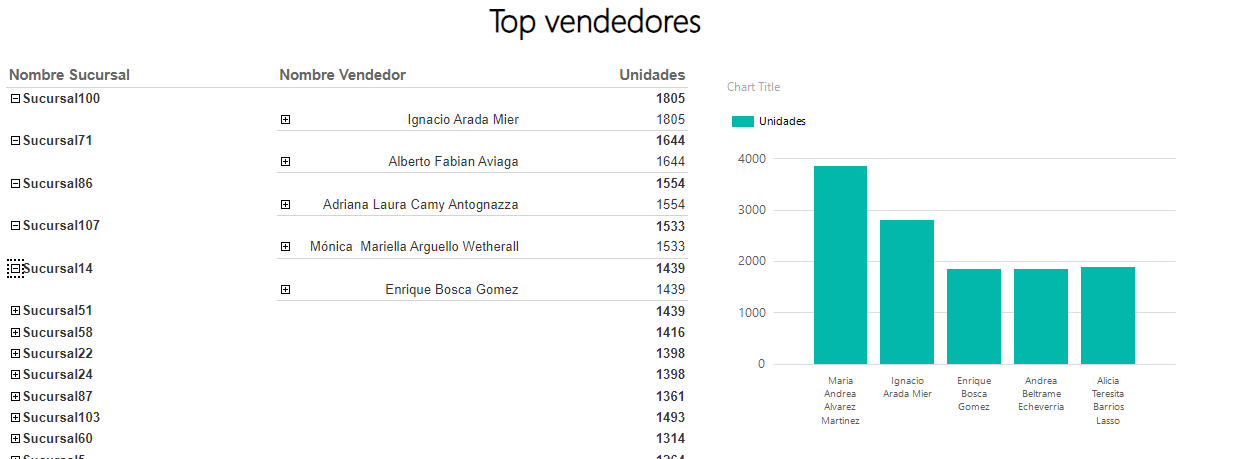 Top vendedores
Nombre Sucursal Nombre Vendedor Unidades
Sucursal100 1805
Ignacio Arada Mier 1805
Sucursal71 1644
Alberto Fabian Aviaga 1644
Sucursal86 1554
Adriana Laura Camy Antognazza 1554
Sucursal107 1533
Mónica Mariella Arguello Wetherall 1533
Sucursal14 1439
Enrique Bosca Gomez 1439
Sucursal51 1439
Sucursal58 1416
Sucursal22 1398
Sucursal24 1398
Sucursal87 1361
Sucursal103 1493
Sucursal60 1314
Chart Title
Unidades
4000
3000
2000
1000
0
Maria
Andrea
Alvarez
Martinez
Ignacio
Arada Mier
Enrique
Bosca
Gomez
Andrea
Beltrame
Echeverria
Alicia
Teresita
Barrios
Lasso